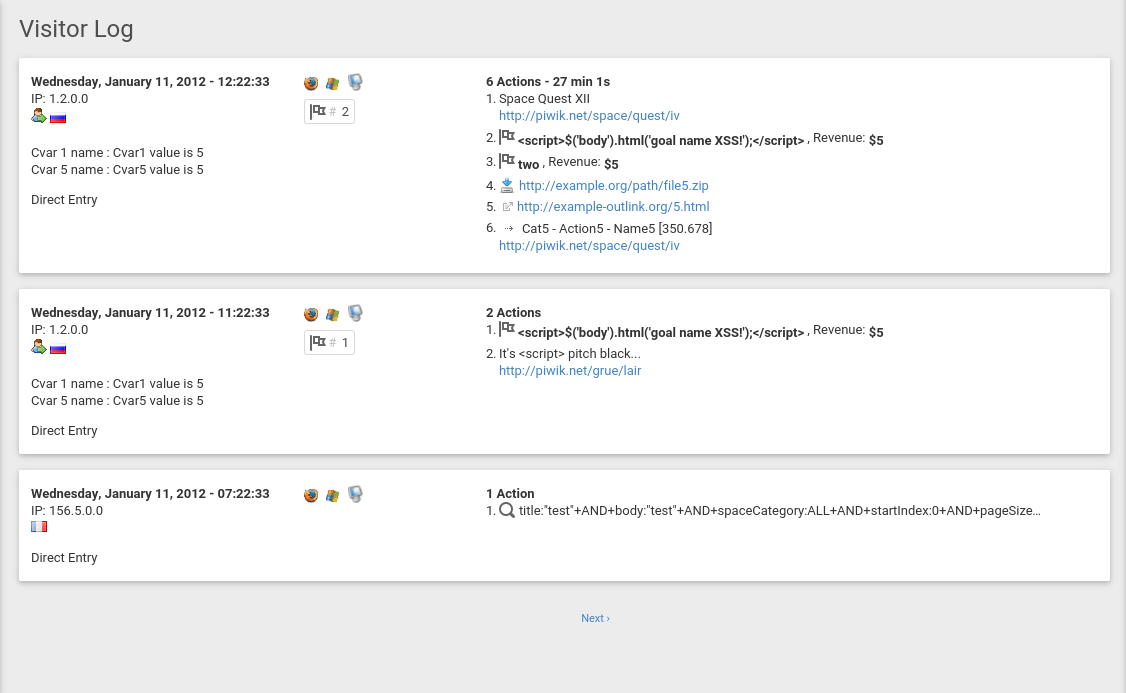 Visitor Log
Wednesday, January 11, 2012 - 12:22:33
IP: 1.2.0.0
Cvar 1 name : Cvar1 value is 5
Cvar 5 name : Cvar5 value is 5
Direct Entry
# 2
6 Actions - 27 min 1s
1. Space Quest XII
http://piwik.net/space/quest/iv
2. <script>$('body').html('goal name XSS!');</script> , Revenue: $5
3. two , Revenue: $5
4. http://example.org/path/file5.zip
5. http://example-outlink.org/5.html
6. Cat5 - Action5 - Name5 [350.678]
http://piwik.net/space/quest/iv
Wednesday, January 11, 2012 - 11:22:33
IP: 1.2.0.0
Cvar 1 name : Cvar1 value is 5
Cvar 5 name : Cvar5 value is 5
Direct Entry
# 1
2 Actions
1. <script>$('body').html('goal name XSS!');</script> , Revenue: $5
2. It's <script> pitch black...
http://piwik.net/grue/lair
Wednesday, January 11, 2012 - 07:22:33
IP: 156.5.0.0
Direct Entry
1 Action
1. title:"test"+AND+body:"test"+AND+spaceCategory:ALL+AND+startIndex:0+AND+pageSize…
Next ›